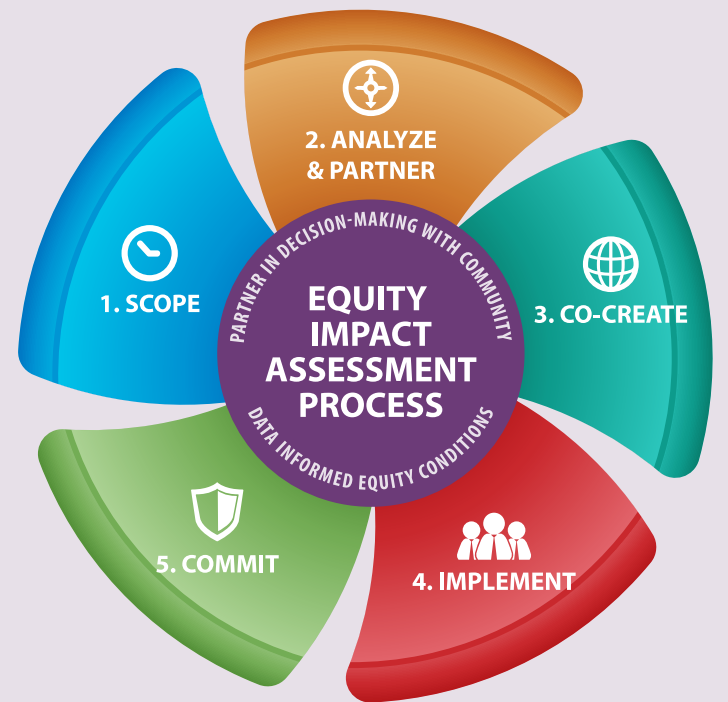 2. ANALYZE
& PARTNER
1. SCOPE
3. CO-CREATE
PARTNER IN DECISION-MAKING WITH COMMUNITY
EQUITY
IMPACT
ASSESSMENT
PROCESS
DATA INFORMED EQUITY CONDITIONS
5. COMMIT
4. IMPLEMENT